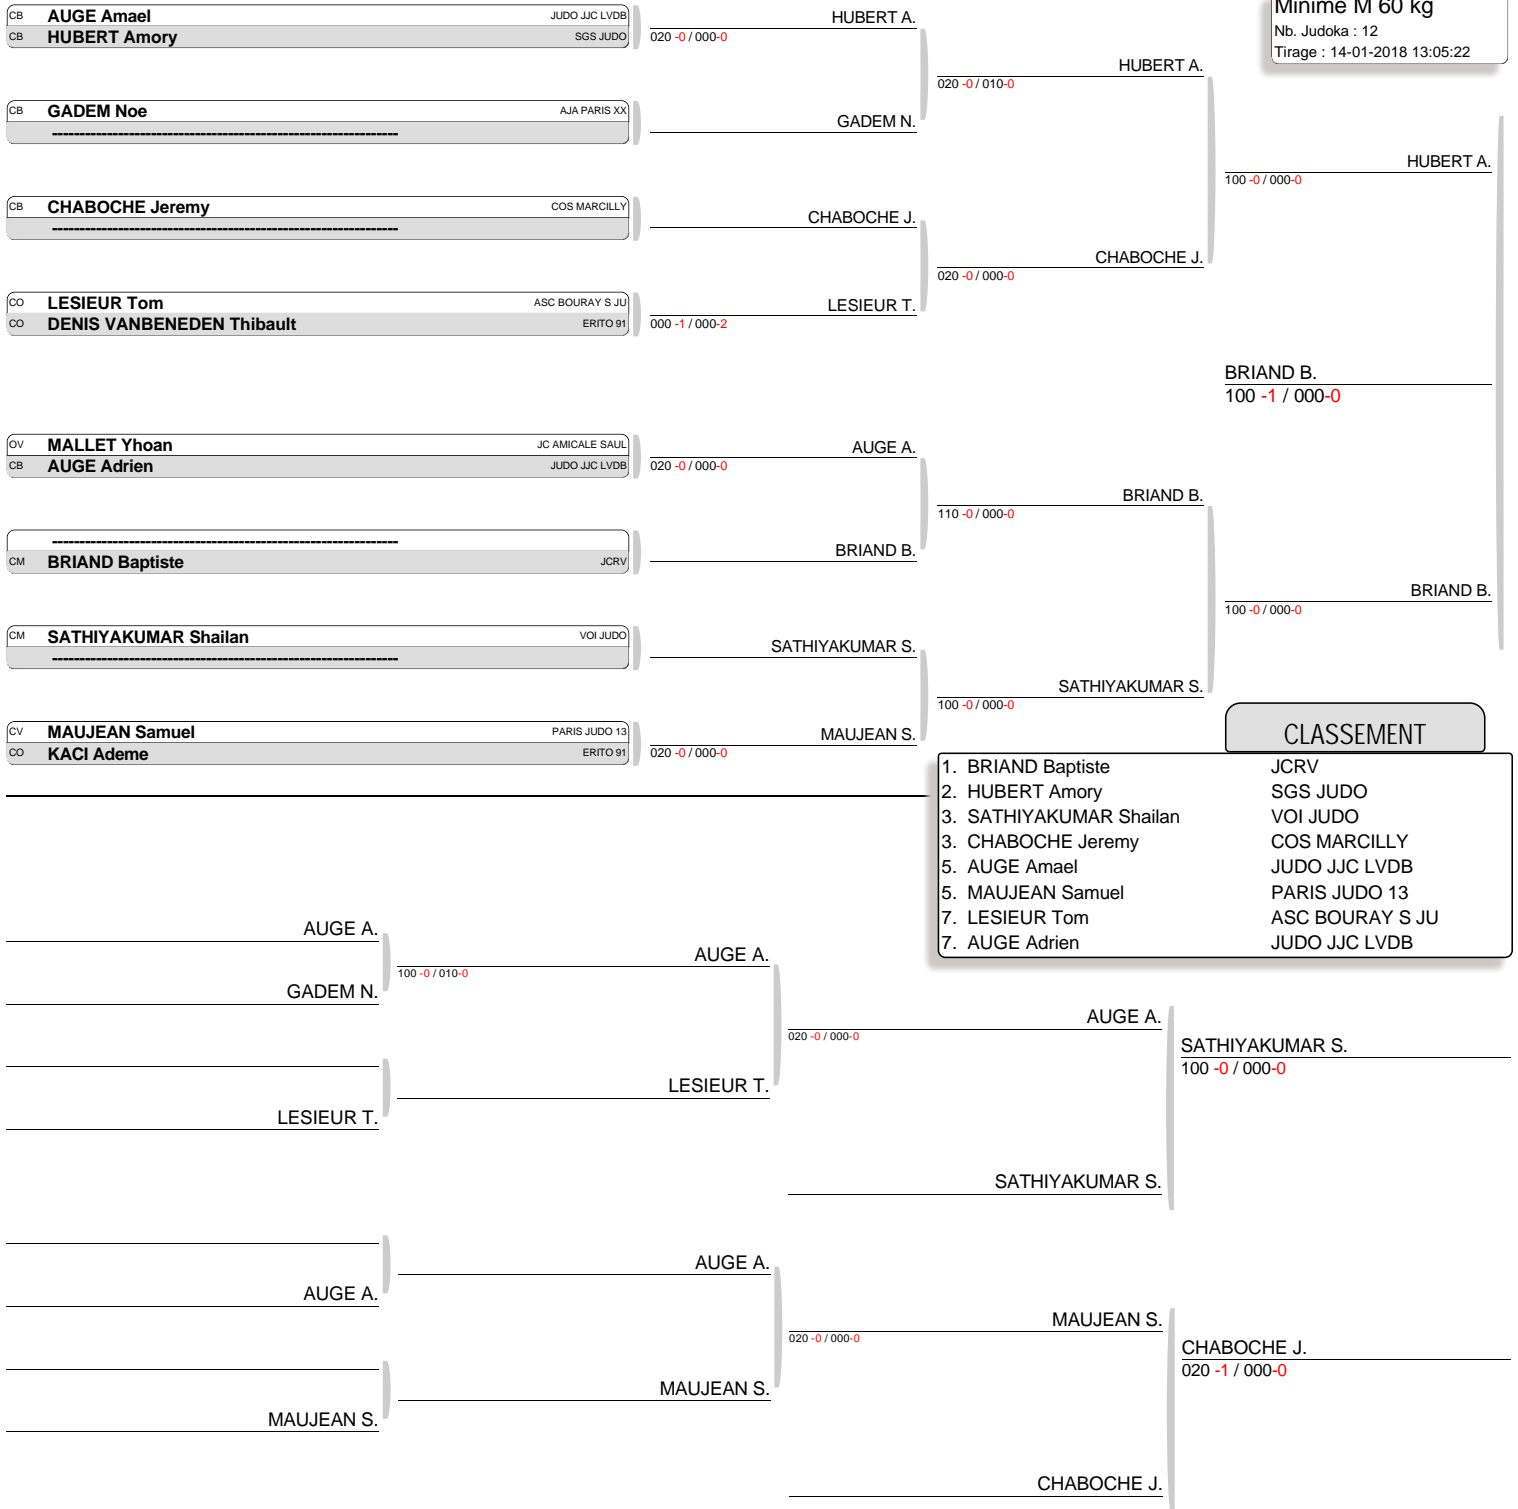 Minime M 60 kg
Nb. Judoka : 12
Tirage : 14-01-2018 13:05:22
CB AUGE Amael JUDO JJC LVDB
CB HUBERT Amory SGS JUDO
HUBERT A.
020 -0 / 000-0
HUBERT A.
020 -0 / 010-0
CB GADEM Noe AJA PARIS XX
----------------------------------------------------------------
GADEM N.
HUBERT A.
100 -0 / 000-0
CB CHABOCHE Jeremy COS MARCILLY
----------------------------------------------------------------
CHABOCHE J.
CHABOCHE J.
020 -0 / 000-0
CO LESIEUR Tom ASC BOURAY S JU
CO DENIS VANBENEDEN Thibault ERITO 91
LESIEUR T.
000 -1 / 000-2
BRIAND B.
100 -1 / 000-0
OV MALLET Yhoan JC AMICALE SAUL
CB AUGE Adrien JUDO JJC LVDB
AUGE A.
020 -0 / 000-0
BRIAND B.
110 -0 / 000-0
----------------------------------------------------------------
CM BRIAND Baptiste JCRV
BRIAND B.
BRIAND B.
100 -0 / 000-0
CM SATHIYAKUMAR Shailan VOI JUDO
----------------------------------------------------------------
SATHIYAKUMAR S.
SATHIYAKUMAR S.
100 -0 / 000-0
CV MAUJEAN Samuel PARIS JUDO 13
CO KACI Ademe ERITO 91
MAUJEAN S.
020 -0 / 000-0
CLASSEMENT
1. BRIAND Baptiste JCRV
2. HUBERT Amory SGS JUDO
3. SATHIYAKUMAR Shailan VOI JUDO
3. CHABOCHE Jeremy COS MARCILLY
5. AUGE Amael JUDO JJC LVDB
5. MAUJEAN Samuel PARIS JUDO 13
7. LESIEUR Tom ASC BOURAY S JU
7. AUGE Adrien JUDO JJC LVDB
AUGE A.
AUGE A.
100 -0 / 010-0
GADEM N.
AUGE A.
020 -0 / 000-0
SATHIYAKUMAR S.
100 -0 / 000-0
LESIEUR T.
LESIEUR T.
SATHIYAKUMAR S.
AUGE A.
AUGE A.
MAUJEAN S.
020 -0 / 000-0
CHABOCHE J.
020 -1 / 000-0
MAUJEAN S.
MAUJEAN S.
CHABOCHE J.